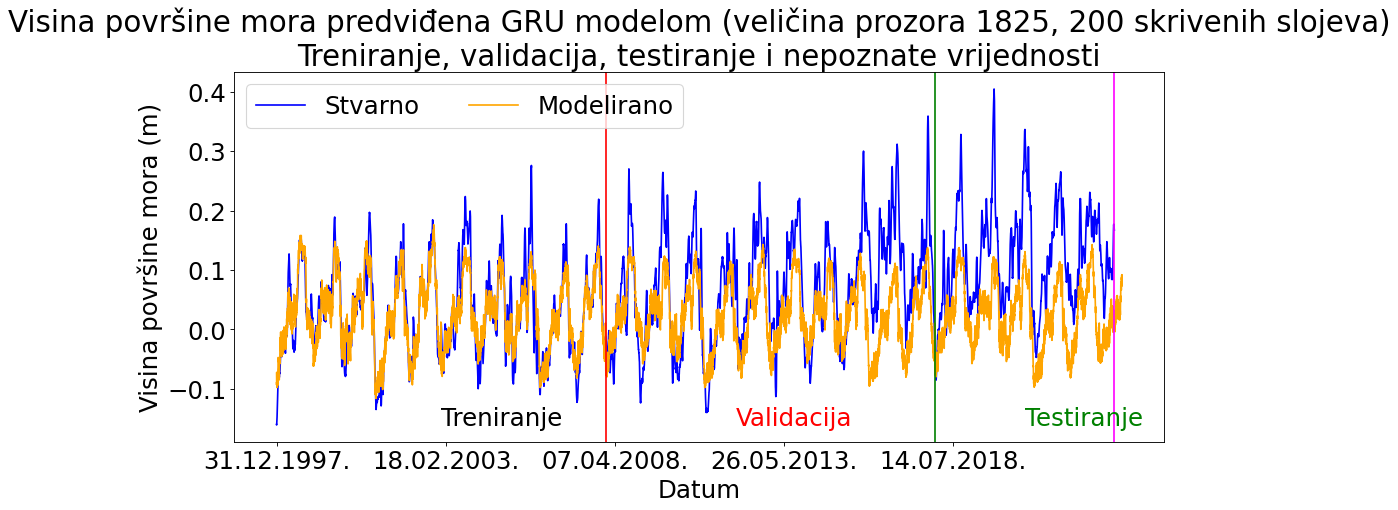 Visina površine mora predviđena GRU modelom (veličina prozora 1825, 200 skrivenih slojeva)
Treniranje, validacija, testiranje i nepoznate vrijednosti
Stvarno
Modelirano
Visina površine mora (m)
0.4
0.3
0.2
0.1
0.0
−0.1
Treniranje
Validacija
Testiranje
31.12.1997.
18.02.2003.
07.04.2008.
26.05.2013.
14.07.2018.
Datum